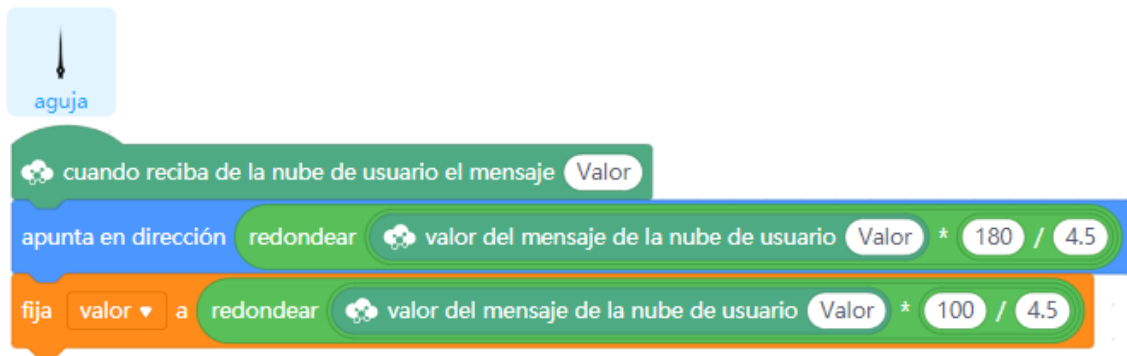 aguja
cuando reciba de la nube de usuario el mensaje Valor
apunta en dirección redondear valor del mensaje de la nube de usuario Valor * 180 / 4.5
fija valor ▾ a redondear valor del mensaje de la nube de usuario Valor * 100 / 4.5